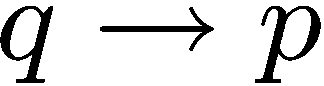 q → p